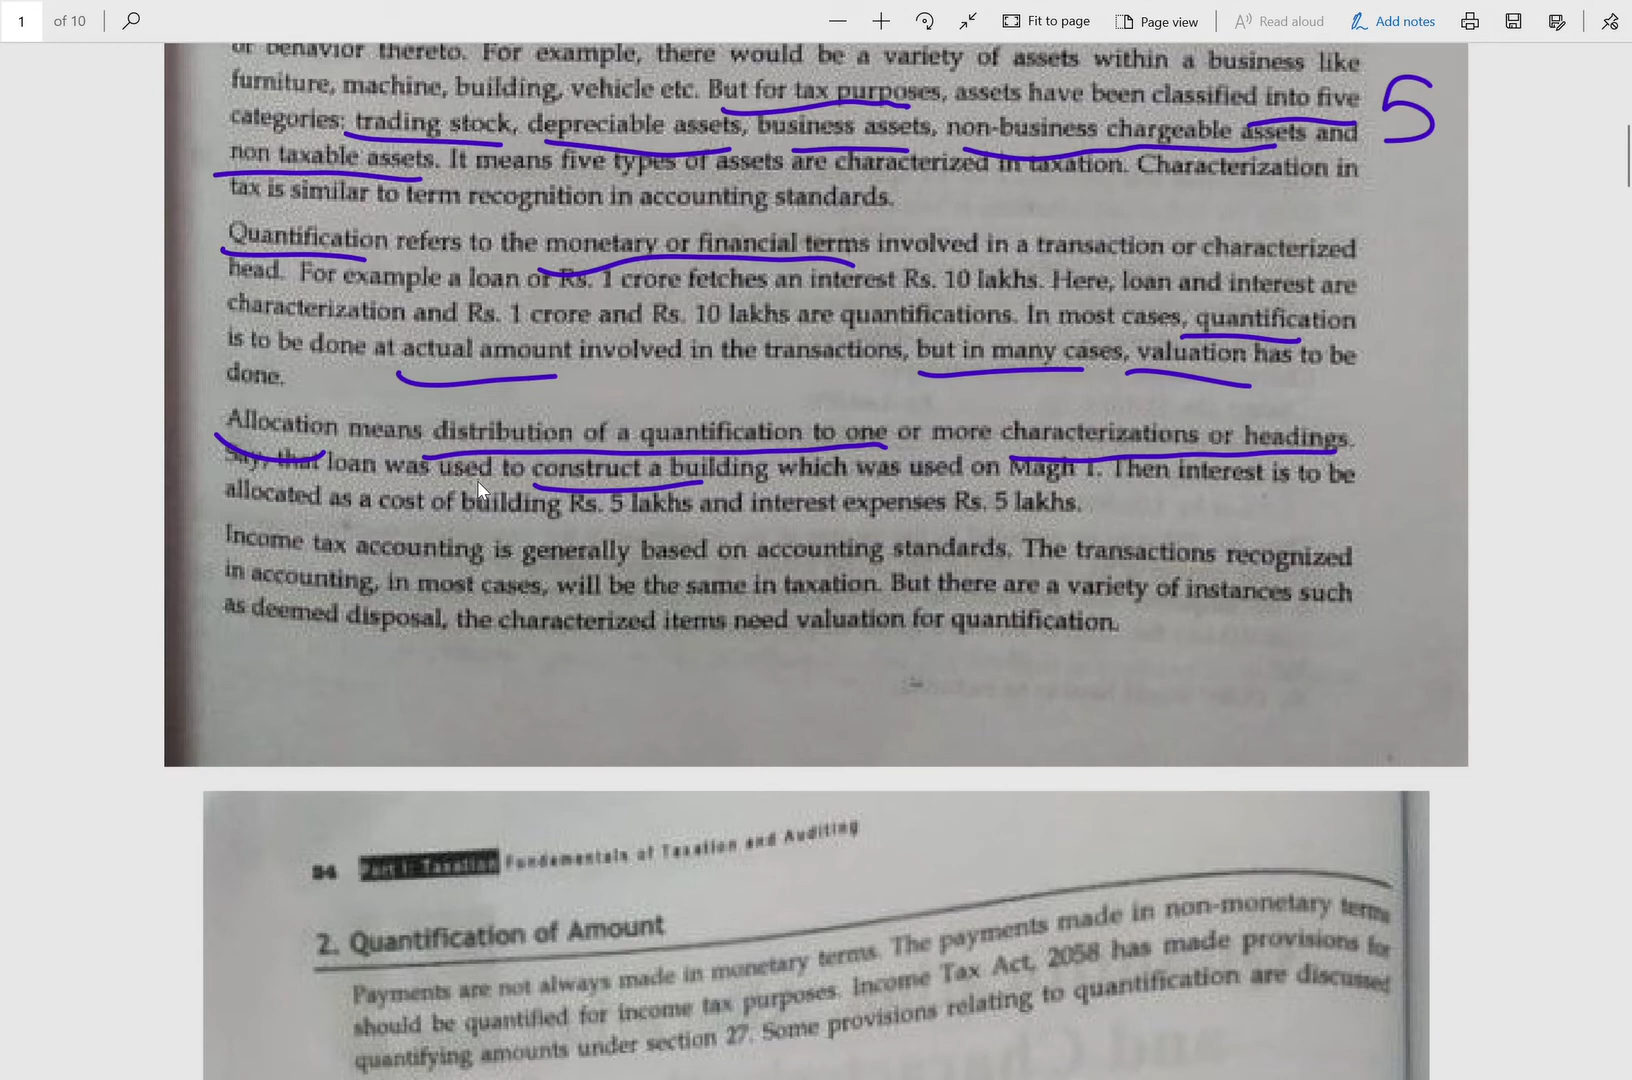 1 of 10 Fit to page Page view Read aloud Add notes
or behavior thereto. For example, there would be a variety of assets within a business like
furniture, machine, building, vehicle etc. But for tax purposes, assets have been classified into five
5
categories: trading stock, depreciable assets, business assets, non-business chargeable assets and
non taxable assets. It means five types of assets are characterized in taxation. Characterization in
tax is similar to term recognition in accounting standards.
Quantification refers to the monetary or financial terms involved in a transaction or characterized
head. For example a loan of Rs. 1 crore fetches an interest Rs. 10 lakhs. Here, loan and interest are
characterization and Rs. 1 crore and Rs. 10 lakhs are quantifications. In most cases, quantification
is to be done at actual amount involved in the transactions, but in many cases, valuation has to be
done.
Allocation means distribution of a quantification to one or more characterizations or headings.
Say, that loan was used to construct a building which was used on Magh 1. Then interest is to be
allocated as a cost of building Rs. 5 lakhs and interest expenses Rs. 5 lakhs.
Income tax accounting is generally based on accounting standards. The transactions recognized
in accounting, in most cases, will be the same in taxation. But there are a variety of instances such
as deemed disposal, the characterized items need valuation for quantification.
84 Part I: Taxation Fundamentals of Taxation and Auditing
2. Quantification of Amount
Payments are not always made in monetary terms. The payments made in non-monetary terms
should be quantified for income tax purposes. Income Tax Act, 2058 has made provisions for
quantifying amounts under section 27. Some provisions relating to quantification are discussed